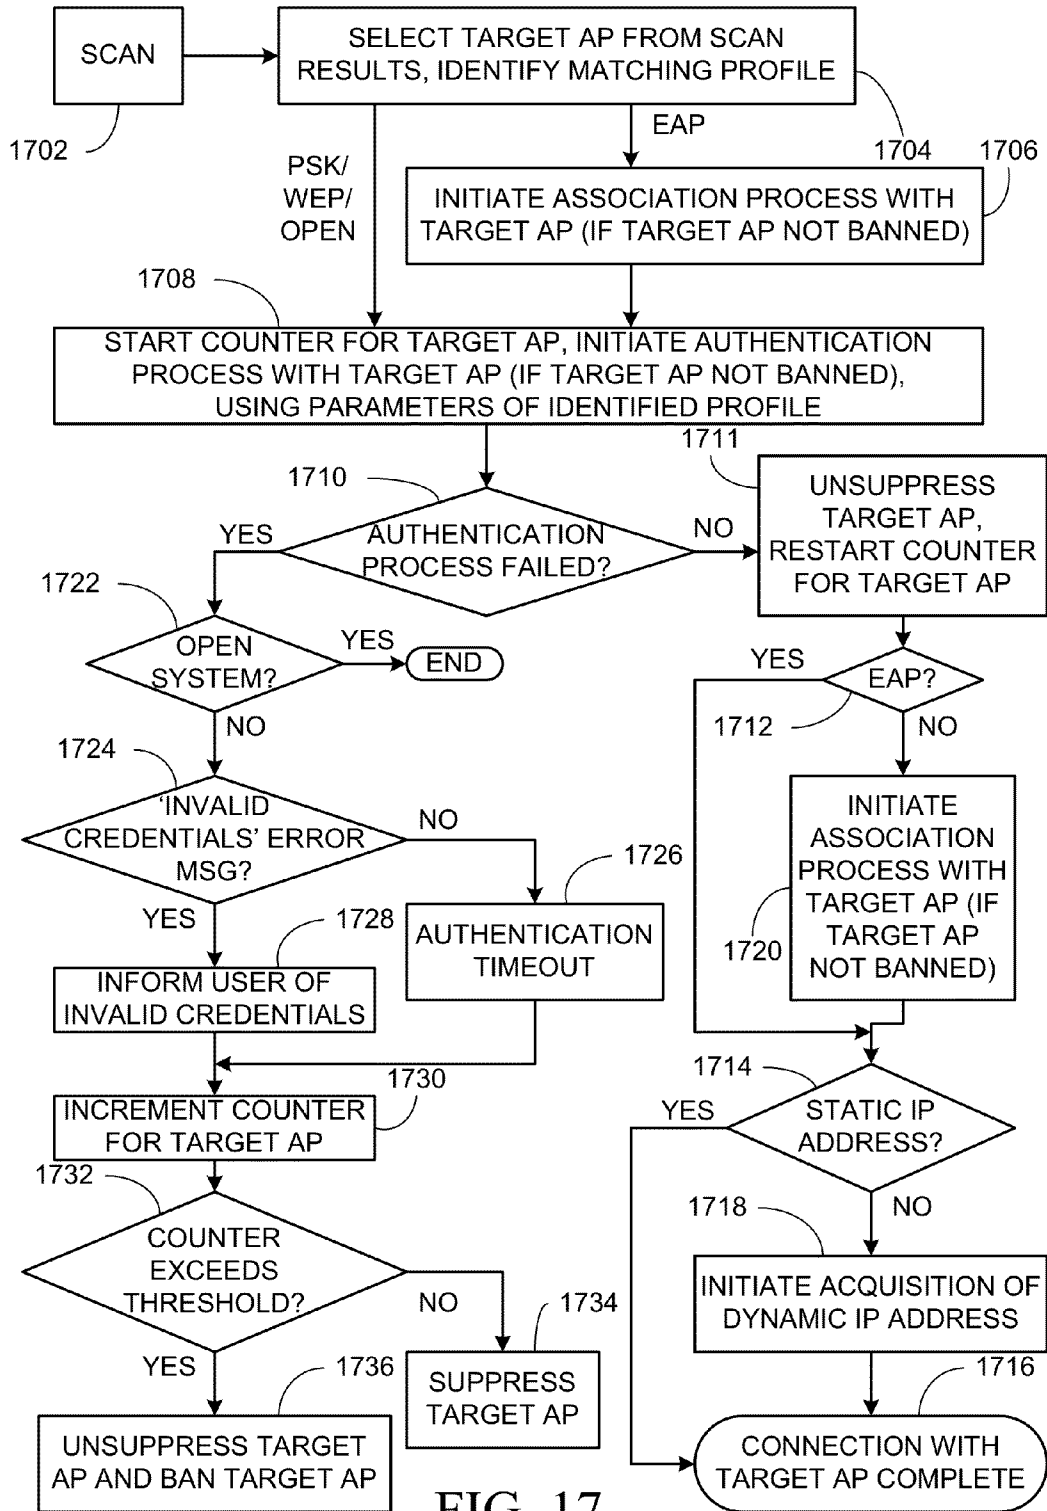 SCAN
1702
SELECT TARGET AP FROM SCAN
RESULTS, IDENTIFY MATCHING PROFILE
1704
PSK/
WEP/
OPEN
EAP
1706
INITIATE ASSOCIATION PROCESS WITH
TARGET AP (IF TARGET AP NOT BANNED)
1708
START COUNTER FOR TARGET AP, INITIATE AUTHENTICATION
PROCESS WITH TARGET AP (IF TARGET AP NOT BANNED),
USING PARAMETERS OF IDENTIFIED PROFILE
1710
AUTHENTICATION
PROCESS FAILED?
YES
NO
1711
UNSUPPRESS
TARGET AP,
RESTART COUNTER
FOR TARGET AP
1722
OPEN
SYSTEM?
YES
END
NO
1712
EAP?
YES
NO
1724
'INVALID
CREDENTIALS' ERROR
MSG?
NO
YES
1726
AUTHENTICATION
TIMEOUT
1720
INITIATE
ASSOCIATION
PROCESS WITH
TARGET AP (IF
TARGET AP
NOT BANNED)
1728
INFORM USER OF
INVALID CREDENTIALS
1730
INCREMENT COUNTER
FOR TARGET AP
1714
STATIC IP
ADDRESS?
YES
NO
1732
COUNTER
EXCEEDS
THRESHOLD?
NO
YES
1718
INITIATE ACQUISITION OF
DYNAMIC IP ADDRESS
1734
SUPPRESS
TARGET AP
1736
UNSUPPRESS TARGET
AP AND BAN TARGET AP
1716
CONNECTION WITH
TARGET AP COMPLETE
FIG. 17